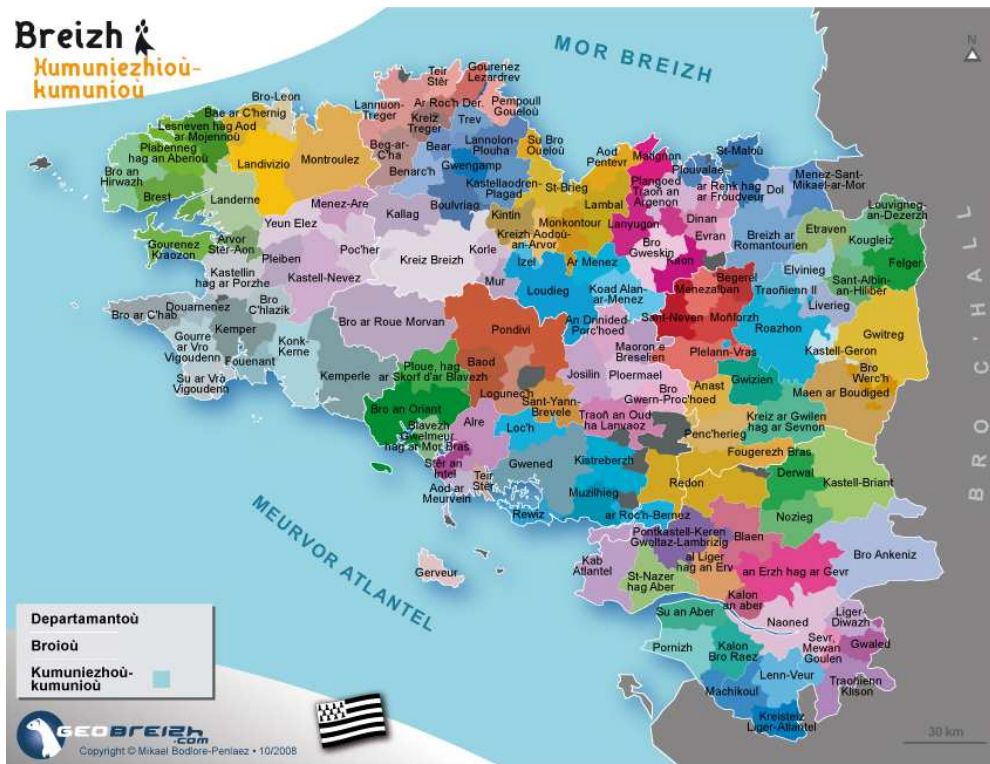 Breizh
Kumuniezhioù-
kumunioù
MOR BREIZH
N
Bro-Leon
Bae ar C'hernig
Lesneven hag Aod
ar Mojennoù
Plabenneg
hag an Aberioù
Bro an
Hirwazh
Brest
Landivizio
Montroulez
Landerne
Lannuon-
Treger
Teir
Stêr
Gourenez
Lezardrev
Ar Roc'h Der.
Kreiz
Treger
Trev
Pempoull
Goueloù
Beg-ar-
C'ha
Bear
Lannolon-
Plouha
Gwengamp
Benarc'h
Kastellaodren-
Plagad
Boulvriag
Su Bro
Oueloù
St-Brieg
Aod
Pentevr
Lambal
Matignon
Plangoed
Traoñ an
Argenon
Plouvalae
St-Maloù
ar Renk hag
ar Froudveur
Dol
Menez-Sant-
Mikael-ar-Mor
Louvigneg-
an-Dezerzh
Kougleiz
Felger
Etraven
Breizh ar
Romantourien
Dinan
Evran
Lanyugon
Bro
Gweskin
Kaon
Menez-Are
Yeun Elez
Kallag
Kintin
Kreiz Aodoù-
an-Arvor
Monkontour
Gourenez
Kraozon
Arvor
Stêr-Aon
Pleiben
Kastellin
hag ar Porzhe
Poc'her
Kastell-Nevez
Kreiz Breizh
Korle
Mur
Izel
Ar Menez
Loudieg
Koad Alan-
ar-Menez
Begerel
Menezalban
Sant-Neven
Moñforzh
Elvinieg
Traoñienn Il
Liverieg
Sant-Albin-
an-Hiliber
Roazhon
Gwitreg
Kastell-Geron
Douarnenez
Bro ar C'hab
Bro
C'hlazik
Kemper
Gourre
ar Vro
Vigoudenn
Fouenant
Su ar Vro
Vigoudenn
Konk-
Kerne
Kemperle
Bro ar Roue Morvan
Pondivi
An Drinded
Porc'hoed
Maoron e
Breselien
Plelann-Vras
Ploue, hag
ar Skorf d'ar Blavezh
Baod
Logunec'h
Josilin
Ploermael
Bro
Gwern-Proc'hoed
Anast
Gwizien
Bro
Werc'h
Maen ar Boudiged
Sant-Yann-
Brevele
Bro an Oriant
Blavezh
Gwelmeur
hag ar Mor Bras
Alre
Loc'h
Traoñ an Oud
ha Lanvaoz
Penc'herieg
Kreiz ar Gwilen
hag ar Sevnon
Fougerezh Bras
Stêr an
Intel
Teir
Stêr
Aod ar
Meurvein
Gwened
Kistreberzh
Redon
Derwal
Kastell-Briant
Muzilhieg
Rewiz
ar Roc'h-Bernez
Nozieg
Gerveur
Kab
Atlantel
Pontkastell-Keren
Gweltaz-Lambrizig
Blaen
Bro Ankeniz
St-Nazer
hag Aber
al Liger
hag an Erv
an Erzh hag ar Gevr
Kalon
an aber
Su an Aber
Naoned
Liger-
Diwazh
Pornizh
Kalon
Bro Raez
Sevr,
Mewan
Goulen
Gwaled
Lenn-Veur
Machikoul
Traoñienn
Klison
Kreisteiz
Liger-Atlantel
BRO C'HALL
MEURVOR ATLANTEL
Departamantoù
Broioù
Kumuniezhoù-
kumunioù
GEOBREIZH
.COM
Copyright © Mikael Bodlore-Penlaez • 10/2008
30 km